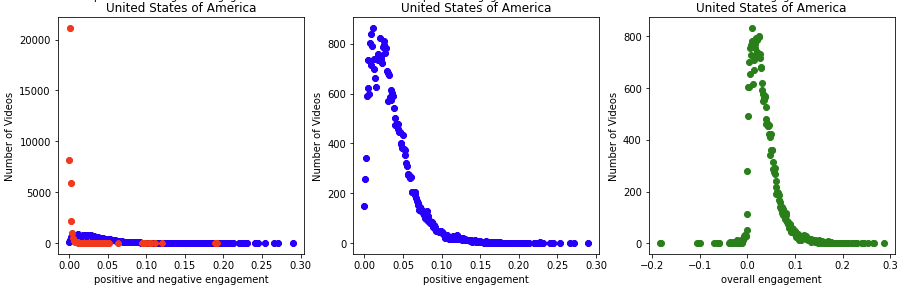 United States of America
United States of America
United States of America
Number of Videos
20000
15000
10000
5000
0
0.00 0.05 0.10 0.15 0.20 0.25 0.30
positive and negative engagement
Number of Videos
800
600
400
200
0
0.00 0.05 0.10 0.15 0.20 0.25 0.30
positive engagement
Number of Videos
800
600
400
200
0
−0.2 −0.1 0.0 0.1 0.2 0.3
overall engagement